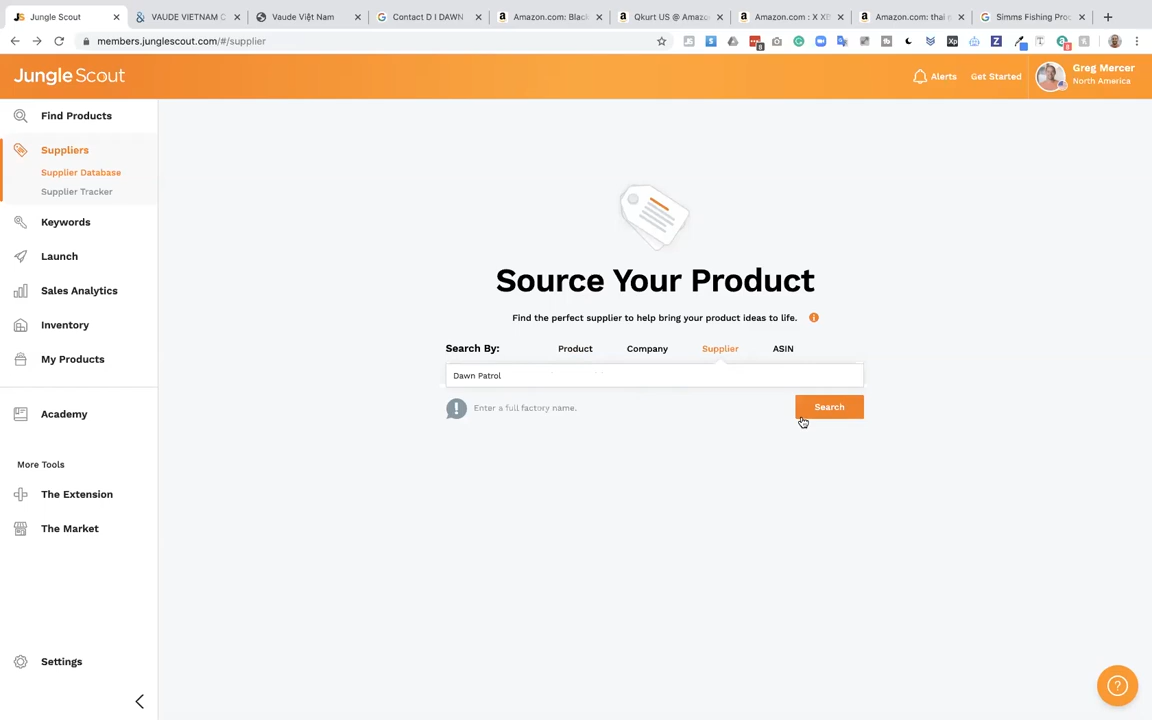 Jungle Scout
VAUDE VIETNAM C
Vaude Việt Nam
Contact D I DAWN
Amazon.com: Black
Qkurt US @ Amazo
Amazon.com : X XB
Amazon.com: thai n
Simms Fishing Proc
members.junglescout.com/#/supplier
Jungle Scout
Alerts
Get Started
Greg Mercer
North America
Find Products
Suppliers
Supplier Database
Supplier Tracker
Keywords
Launch
Sales Analytics
Inventory
My Products
Academy
More Tools
The Extension
The Market
Settings
Source Your Product
Find the perfect supplier to help bring your product ideas to life.
Search By:
Product
Company
Supplier
ASIN
Dawn Patrol
Enter a full factory name.
Search